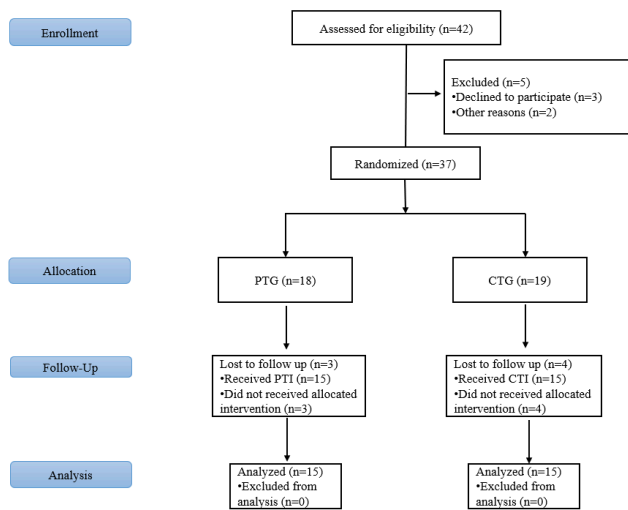 Enrollment
Assessed for eligibility (n=42)
Excluded (n=5)
•Declined to participate (n=3)
•Other reasons (n=2)
Randomized (n=37)
Allocation
PTG (n=18)
CTG (n=19)
Follow-Up
Lost to follow up (n=3)
•Received PTI (n=15)
•Did not received allocated
intervention (n=3)
Lost to follow up (n=4)
•Received CTI (n=15)
•Did not received allocated
intervention (n=4)
Analysis
Analyzed (n=15)
•Excluded from
analysis (n=0)
Analyzed (n=15)
•Excluded from
analysis (n=0)